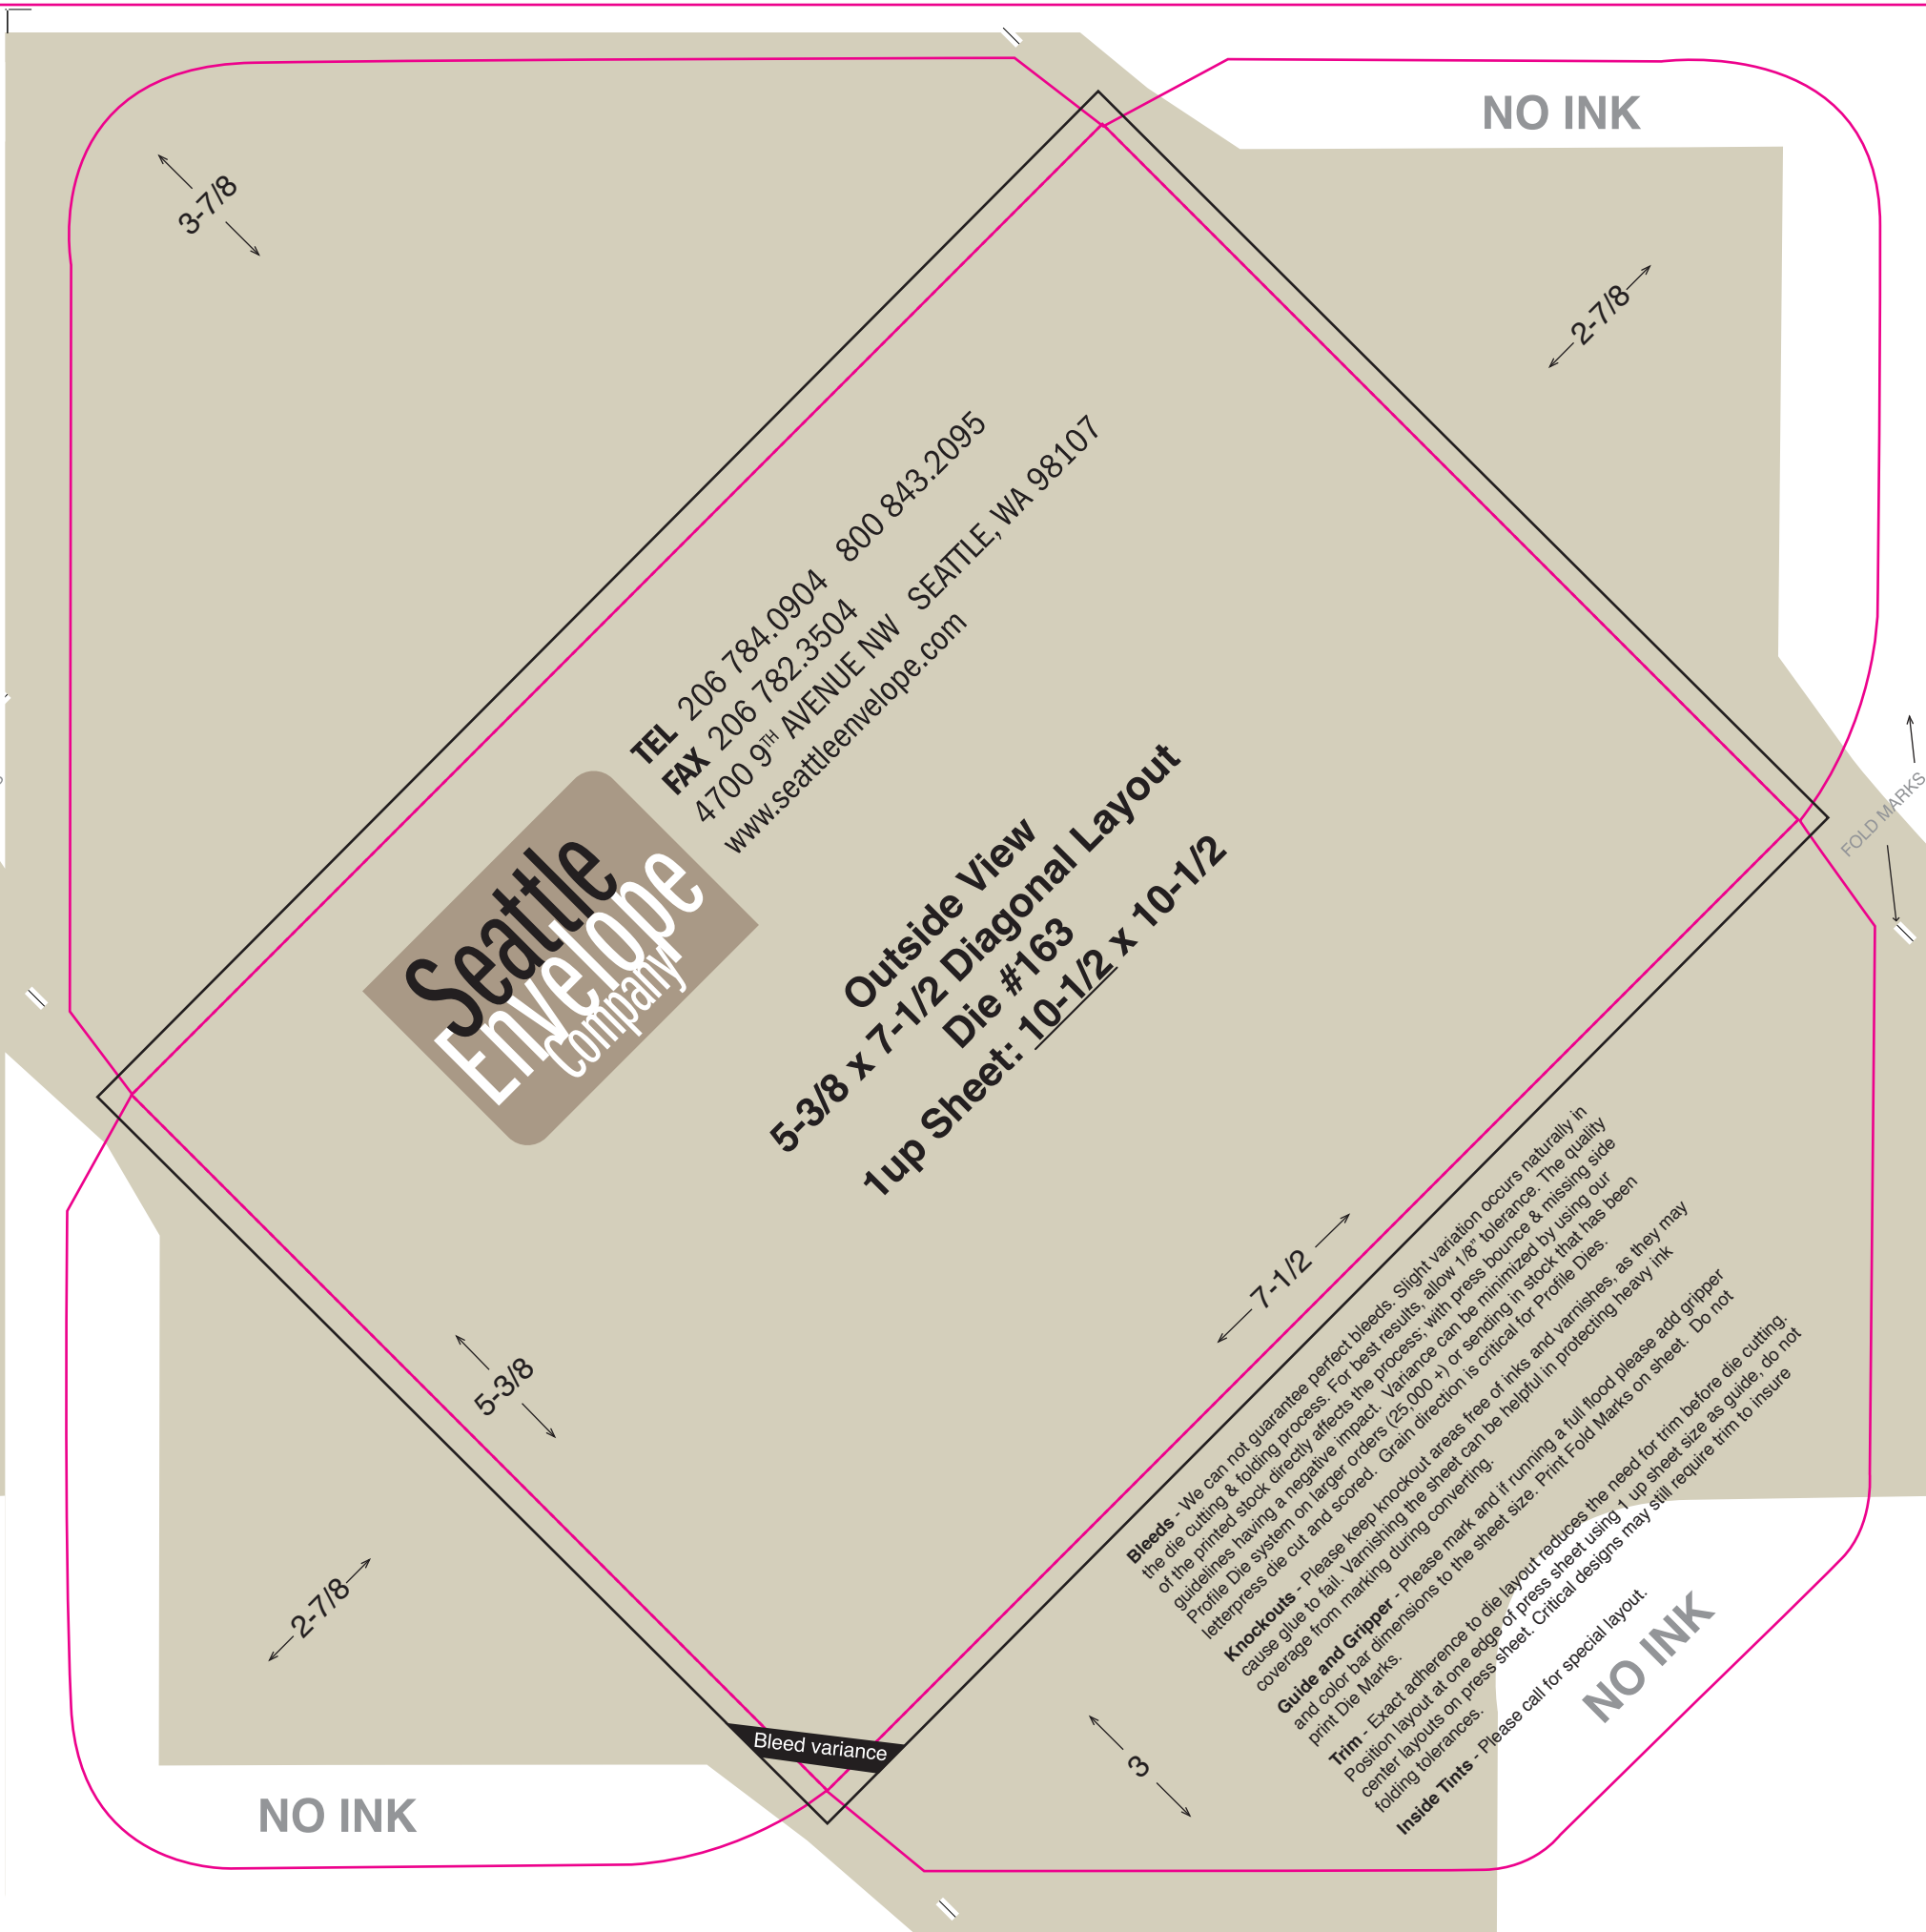 NO INK
3-7/8
2-7/8
TEL 206 784.0904 800 843.2095
FAX 206 782.3504
4700 9TH AVENUE NW SEATTLE, WA 98107
www.seattleenvelope.com
Seattle
Envelope
Company
Outside View
5-3/8 x 7-1/2 Diagonal Layout
Die #163
1up Sheet: 10-1/2 x 10-1/2
FOLD MARKS
7-1/2
5-3/8
2-7/8
Bleeds - We can not guarantee perfect bleeds. Slight variation occurs naturally in
the die cutting & folding process. For best results, allow 1/8” tolerance. The quality
of the printed stock directly affects the process; with press bounce & missing side
guidelines having a negative impact. Variance can be minimized by using our
Profile Die system on larger orders (25,000 +) or sending in stock that has been
letterpress die cut and scored. Grain direction is critical for Profile Dies.
Knockouts - Please keep knockout areas free of inks and varnishes, as they may
cause glue to fail. Varnishing the sheet can be helpful in protecting heavy ink
coverage from marking during converting.
Guide and Gripper - Please mark and if running a full flood please add gripper
and color bar dimensions to the sheet size. Print Fold Marks on sheet. Do not
print Die Marks.
Trim - Exact adherence to die layout reduces the need for trim before die cutting.
Position layout at one edge of press sheet using 1 up sheet size as guide, do not
center layouts on press sheet. Critical designs may still require trim to insure
folding tolerances.
Inside Tints - Please call for special layout.
NO INK
Bleed variance
3
NO INK